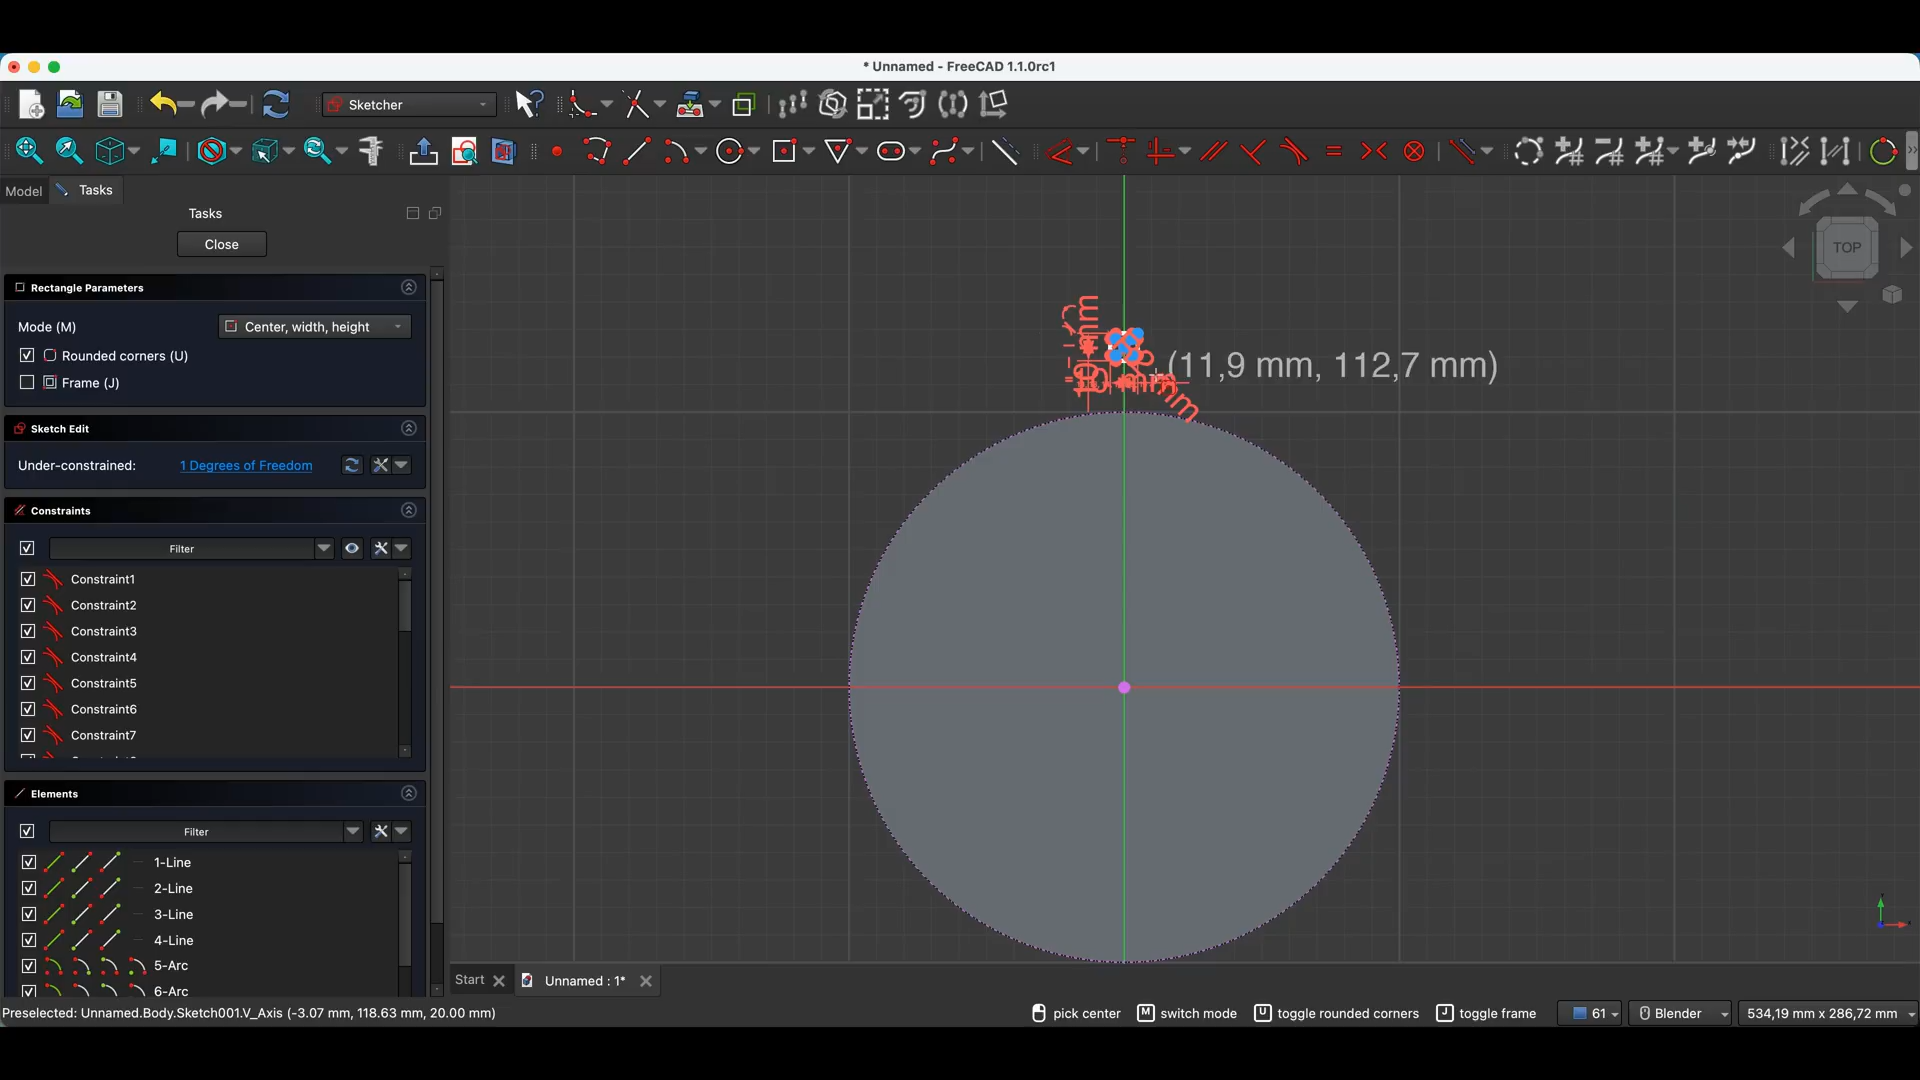 * Unnamed - FreeCAD 1.1.0rc1
Sketcher
Model
Tasks
Tasks
Close
Rectangle Parameters
Mode (M)
Center, width, height
Rounded corners (U)
Frame (J)
Sketch Edit
Under-constrained:
1 Degrees of Freedom
Constraints
Filter
Constraint1
Constraint2
Constraint3
Constraint4
Constraint5
Constraint6
Constraint7
Elements
Filter
1-Line
2-Line
3-Line
4-Line
5-Arc
6-Arc
TOP
(11,9 mm, 112,7 mm)
Start
Unnamed : 1*
Preselected: Unnamed.Body.Sketch001.V_Axis (-3.07 mm, 118.63 mm, 20.00 mm)
pick center
M switch mode
U toggle rounded corners
J toggle frame
61
Blender
534,19 mm x 286,72 mm